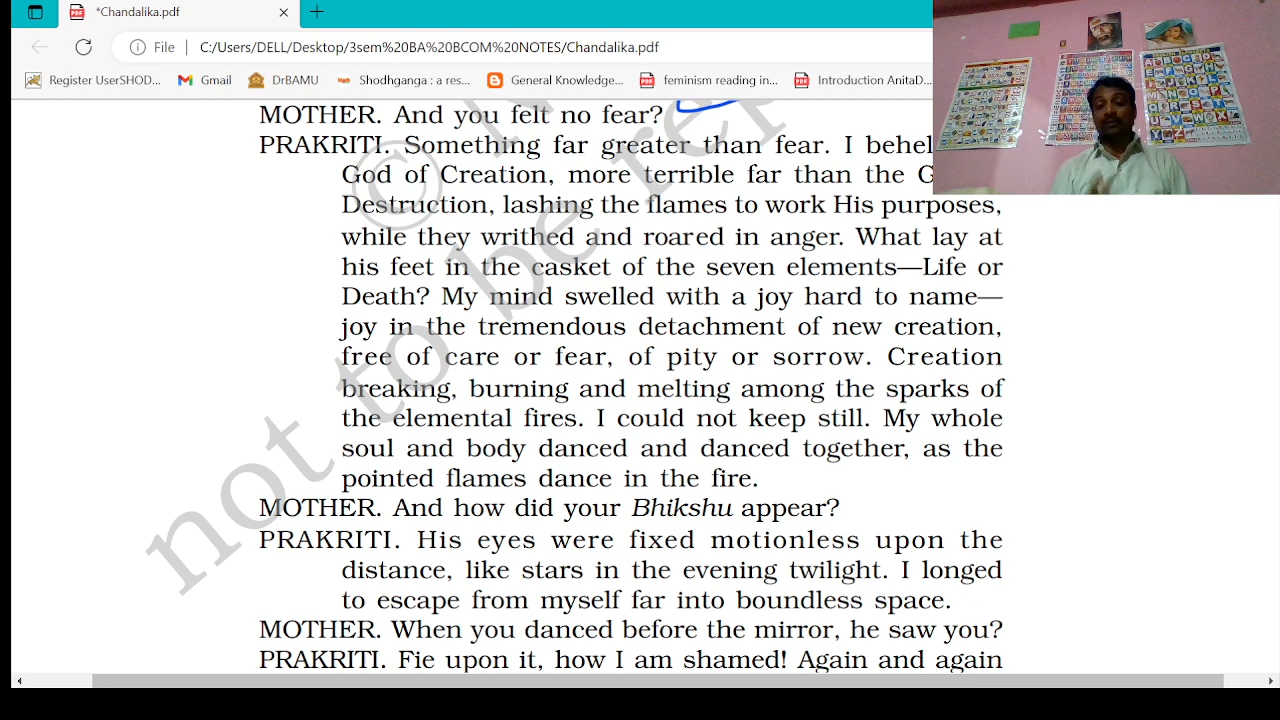 *Chandalika.pdf
File | C:/Users/DELL/Desktop/3sem%20BA%20BCOM%20NOTES/Chandalika.pdf
Register UserSHOD... Gmail DrBAMU Shodhganga : a res... General Knowledge... feminism reading in... Introduction AnitaD...
MOTHER. And you felt no fear?
PRAKRITI. Something far greater than fear. I behel
God of Creation, more terrible far than the G
Destruction, lashing the flames to work His purposes,
while they writhed and roared in anger. What lay at
his feet in the casket of the seven elements—Life or
Death? My mind swelled with a joy hard to name—
joy in the tremendous detachment of new creation,
free of care or fear, of pity or sorrow. Creation
breaking, burning and melting among the sparks of
the elemental fires. I could not keep still. My whole
soul and body danced and danced together, as the
pointed flames dance in the fire.
MOTHER. And how did your Bhikshu appear?
PRAKRITI. His eyes were fixed motionless upon the
distance, like stars in the evening twilight. I longed
to escape from myself far into boundless space.
MOTHER. When you danced before the mirror, he saw you?
PRAKRITI. Fie upon it, how I am shamed! Again and again
© N
not to be rep